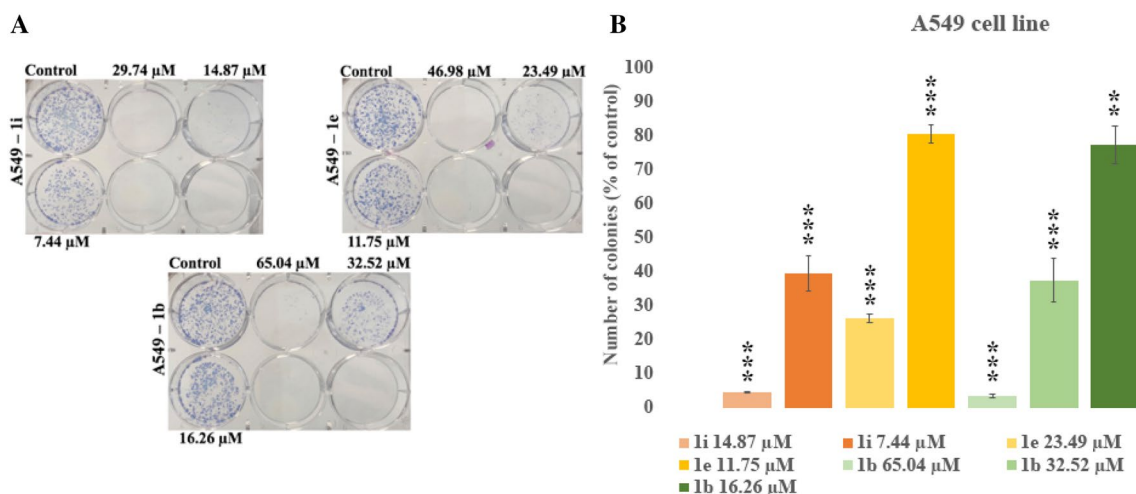 A
Control 29.74 µM 14.87 µM
A549 – 1i
7.44 µM
Control 46.98 µM 23.49 µM
A549 – 1e
11.75 µM
Control 65.04 µM 32.52 µM
A549 – 1b
16.26 µM
B
A549 cell line
Number of colonies (% of control)
100
90
80
70
60
50
40
30
20
10
0
***
***
***
***
***
***
**
1i 14.87 µM 1i 7.44 µM 1e 23.49 µM
1e 11.75 µM 1b 65.04 µM 1b 32.52 µM
1b 16.26 µM